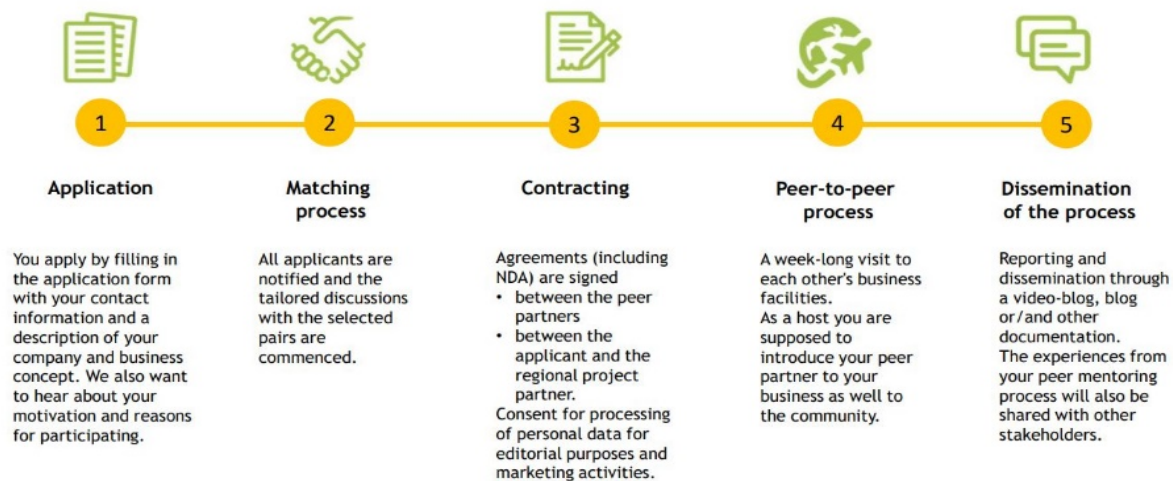 1
2
3
4
5
Application
Matching
process
Contracting
Peer-to-peer
process
Dissemination
of the process
You apply by filling in
the application form
with your contact
information and a
description of your
company and business
concept. We also want
to hear about your
motivation and reasons
for participating.
All applicants are
notified and the
tailored discussions
with the selected
pairs are
commenced.
Agreements (including
NDA) are signed
• between the peer
partners
• between the
applicant and the
regional project
partner.
Consent for processing
of personal data for
editorial purposes and
marketing activities.
A week-long visit to
each other's business
facilities.
As a host you are
supposed to
introduce your peer
partner to your
business as well to
the community.
Reporting and
dissemination through
a video-blog, blog
or/and other
documentation.
The experiences from
your peer mentoring
process will also be
shared with other
stakeholders.